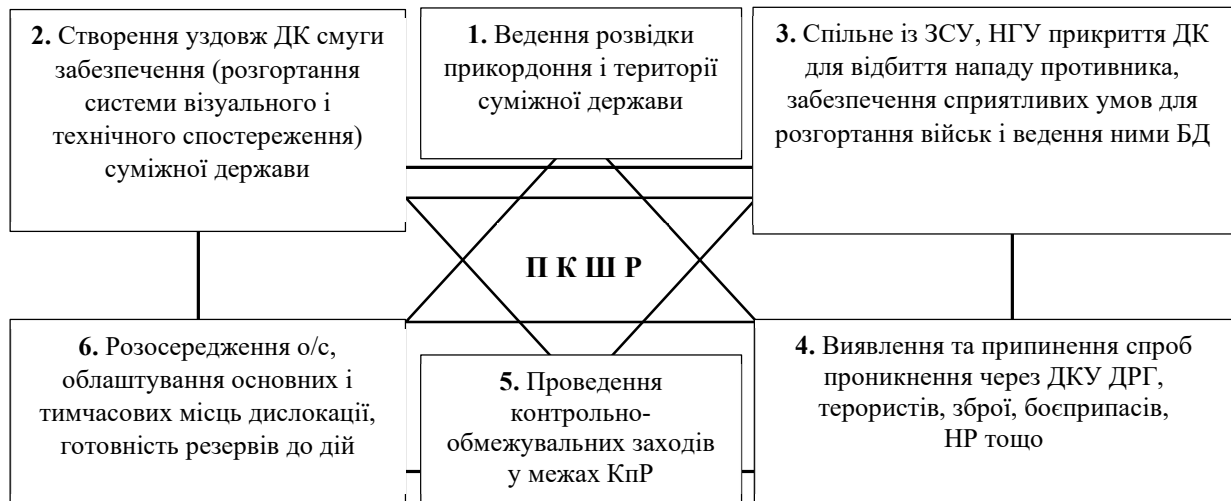 2. Створення уздовж ДК смуги
забезпечення (розгортання
системи візуального і
технічного спостереження)
суміжної держави
1. Ведення розвідки
прикордоння і території
суміжної держави
3. Спільне із ЗСУ, НГУ прикриття ДК
для відбиття нападу противника,
забезпечення сприятливих умов для
розгортання військ і ведення ними БД
П К Ш Р
6. Розосередження о/с,
облаштування основних і
тимчасових місць дислокації,
готовність резервів до дій
5. Проведення
контрольно-
обмежувальних заходів
у межах КпР
4. Виявлення та припинення спроб
проникнення через ДКУ ДРГ,
терористів, зброї, боєприпасів,
НР тощо